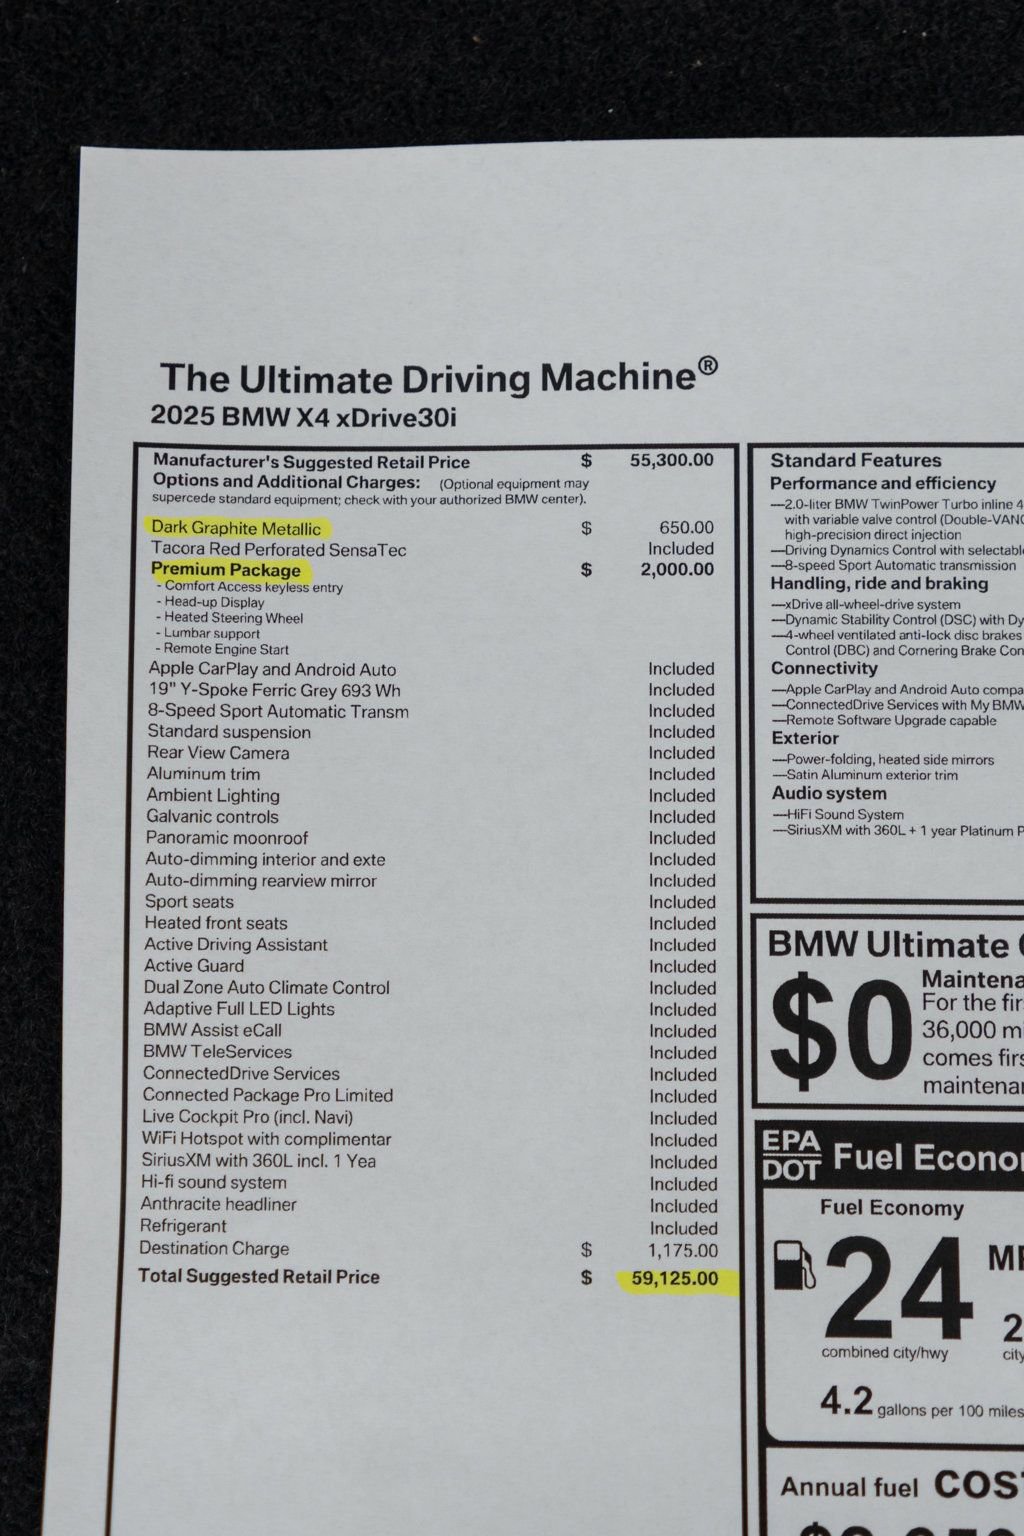 The Ultimate Driving Machine®
2025 BMW X4 xDrive30i
Manufacturer's Suggested Retail Price $ 55,300.00
Options and Additional Charges: (Optional equipment may
supercede standard equipment; check with your authorized BMW center).
Dark Graphite Metallic $ 650.00
Tacora Red Perforated SensaTec Included
Premium Package $ 2,000.00
- Comfort Access keyless entry
- Head-up Display
- Heated Steering Wheel
- Lumbar support
- Remote Engine Start
Apple CarPlay and Android Auto Included
19" Y-Spoke Ferric Grey 693 Wh Included
8-Speed Sport Automatic Transm Included
Standard suspension Included
Rear View Camera Included
Aluminum trim Included
Ambient Lighting Included
Galvanic controls Included
Panoramic moonroof Included
Auto-dimming interior and exte Included
Auto-dimming rearview mirror Included
Sport seats Included
Heated front seats Included
Active Driving Assistant Included
Active Guard Included
Dual Zone Auto Climate Control Included
Adaptive Full LED Lights Included
BMW Assist eCall Included
BMW TeleServices Included
ConnectedDrive Services Included
Connected Package Pro Limited Included
Live Cockpit Pro (incl. Navi) Included
WiFi Hotspot with complimentar Included
SiriusXM with 360L incl. 1 Yea Included
Hi-fi sound system Included
Anthracite headliner Included
Refrigerant Included
Destination Charge $ 1,175.00
Total Suggested Retail Price $ 59,125.00
Standard Features
Performance and efficiency
—2.0-liter BMW TwinPower Turbo inline 4
with variable valve control (Double-VANO
high-precision direct injection
—Driving Dynamics Control with selectabl
—8-speed Sport Automatic transmission
Handling, ride and braking
—xDrive all-wheel-drive system
—Dynamic Stability Control (DSC) with Dy
—4-wheel ventilated anti-lock disc brakes
Control (DBC) and Cornering Brake Con
Connectivity
—Apple CarPlay and Android Auto compa
—ConnectedDrive Services with My BMW
—Remote Software Upgrade capable
Exterior
—Power-folding, heated side mirrors
—Satin Aluminum exterior trim
Audio system
—HiFi Sound System
—SiriusXM with 360L + 1 year Platinum P
BMW Ultimate
$0
Maintena
For the fir
36,000 m
comes firs
maintenan
EPA
DOT
Fuel Econo
Fuel Economy
24
combined city/hwy
2
city
4.2 gallons per 100 miles
Annual fuel COS